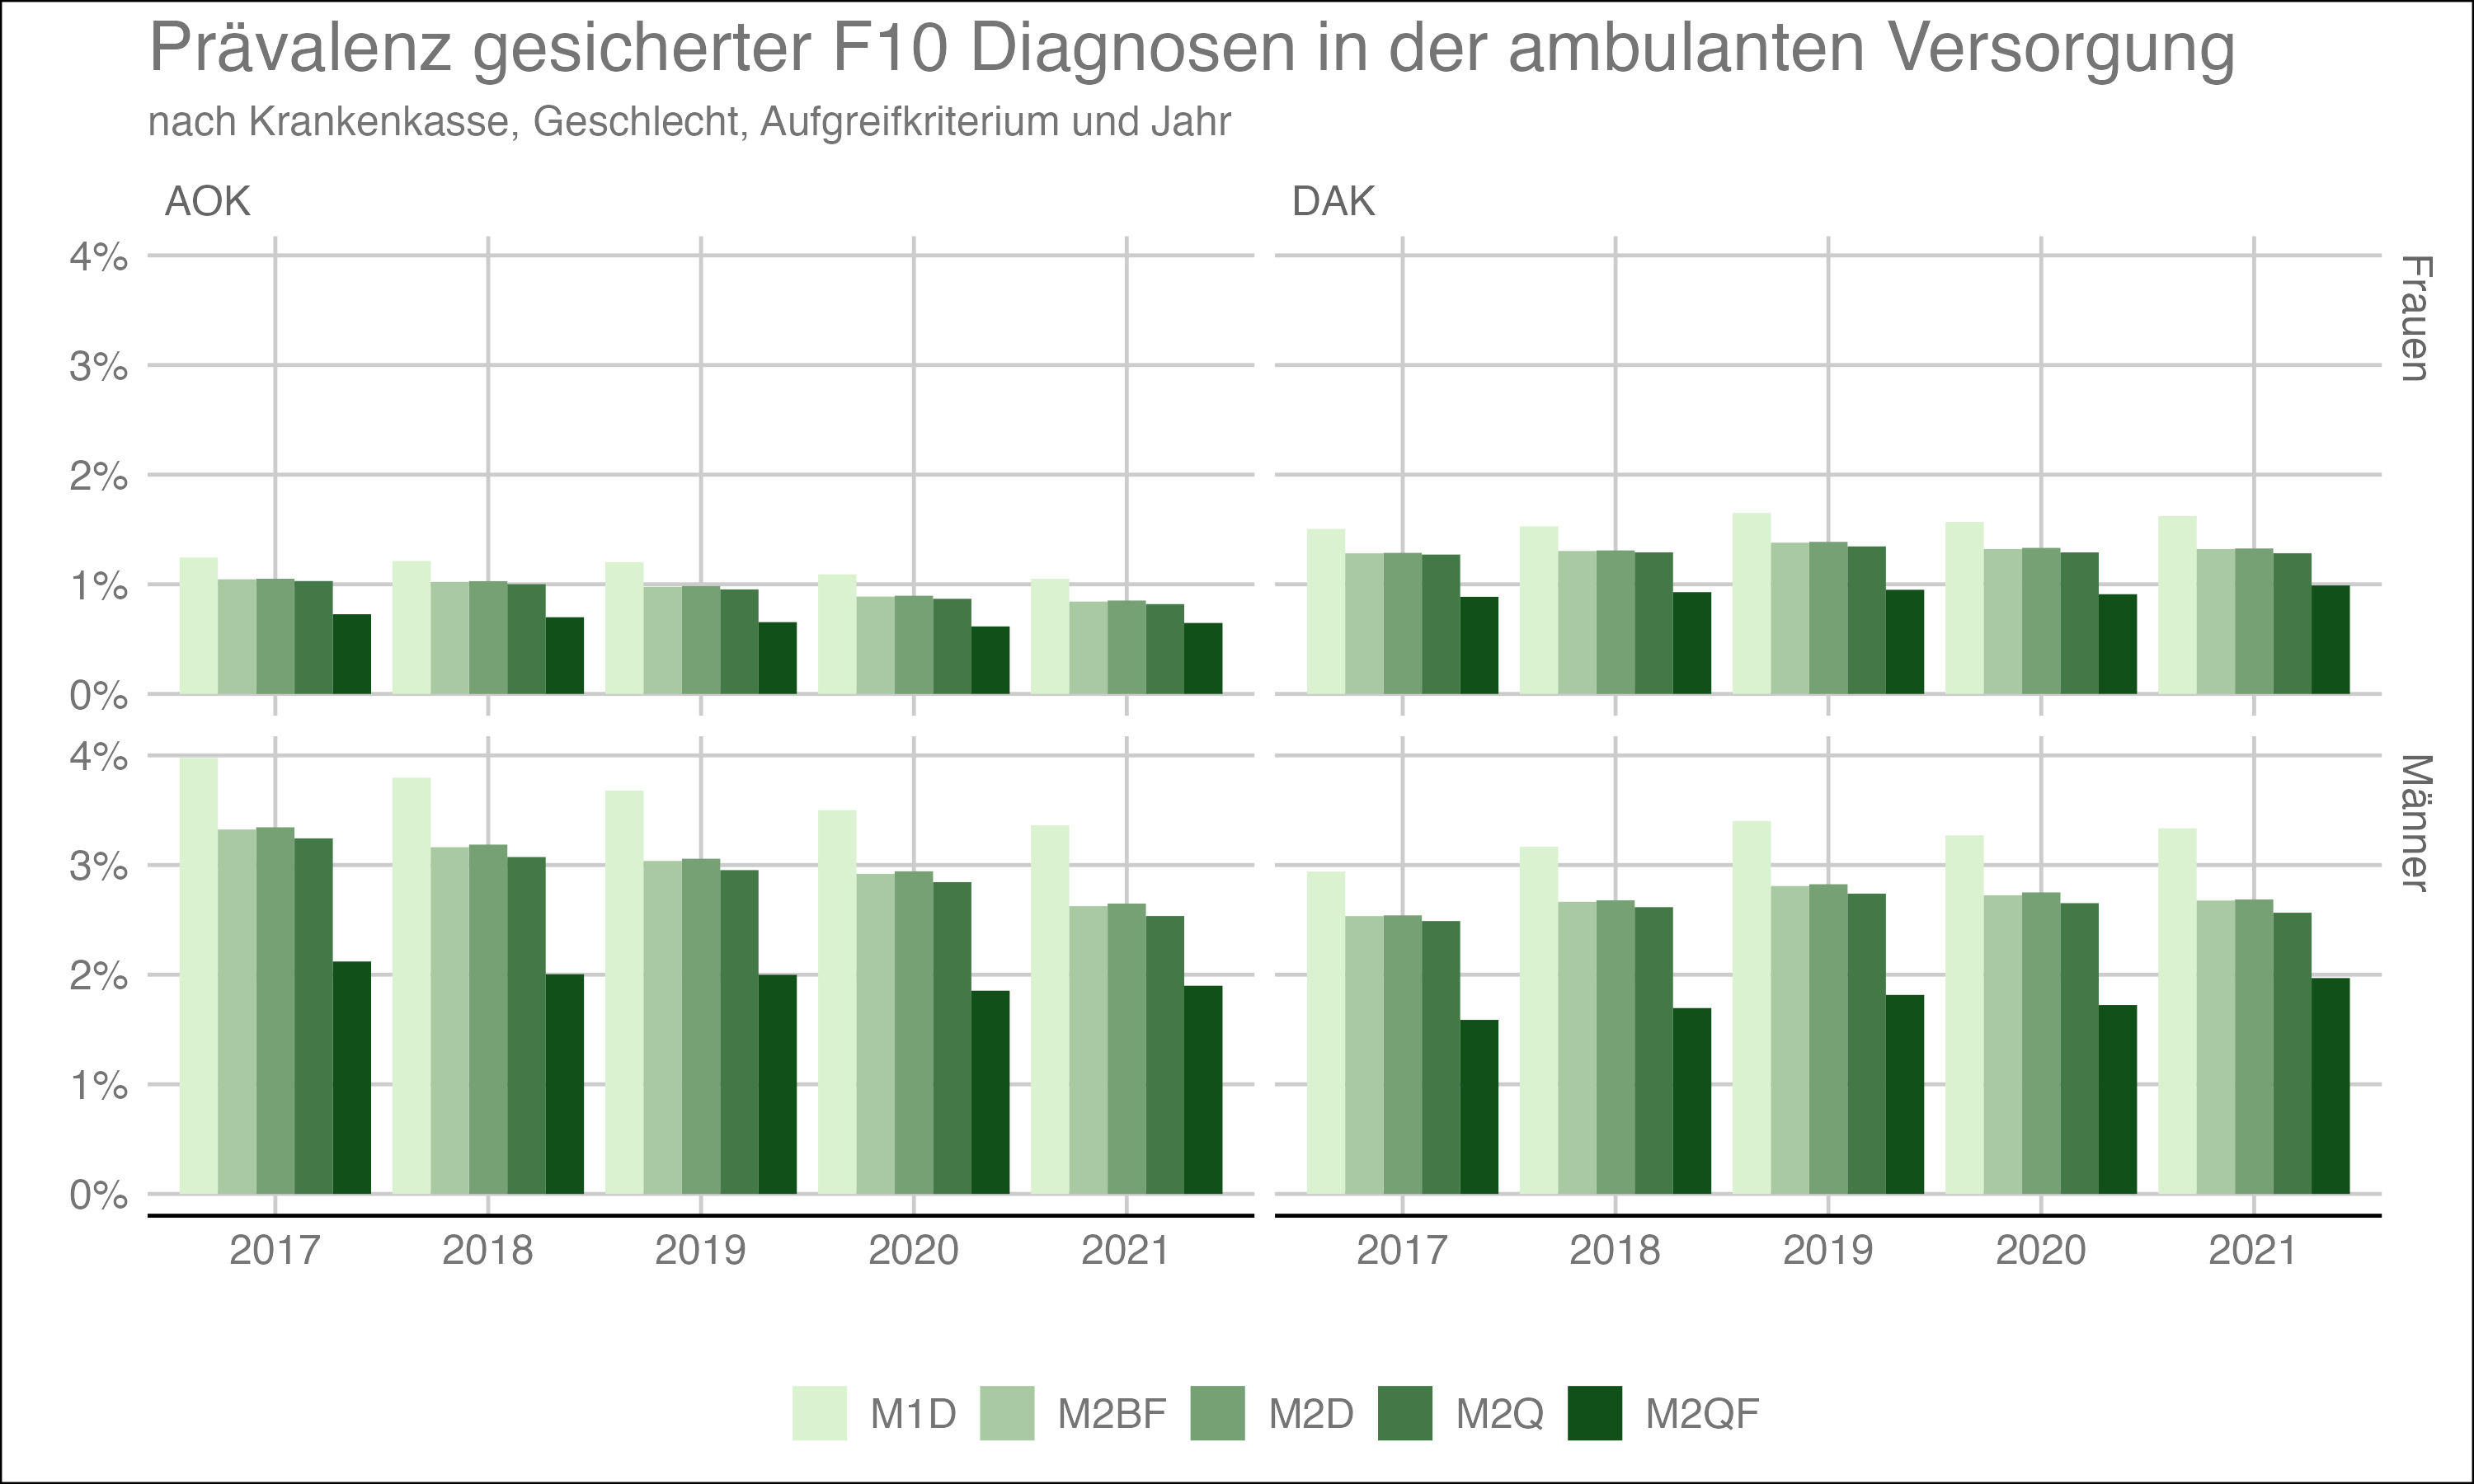 Prävalenz gesicherter F10 Diagnosen in der ambulanten Versorgung
nach Krankenkasse, Geschlecht, Aufgreifkriterium und Jahr
AOK
DAK
4%
3%
2%
1%
0%
Frauen
4%
3%
2%
1%
0%
Männer
2017 2018 2019 2020 2021
2017 2018 2019 2020 2021
M1D M2BF M2D M2Q M2QF